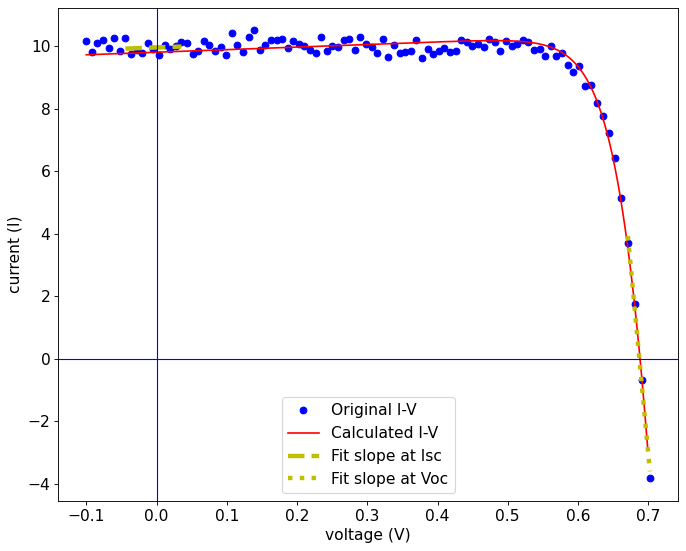 10
8
6
4
2
0
−2
−4
current (I)
Original I-V
Calculated I-V
Fit slope at Isc
Fit slope at Voc
−0.1 0.0 0.1 0.2 0.3 0.4 0.5 0.6 0.7
voltage (V)